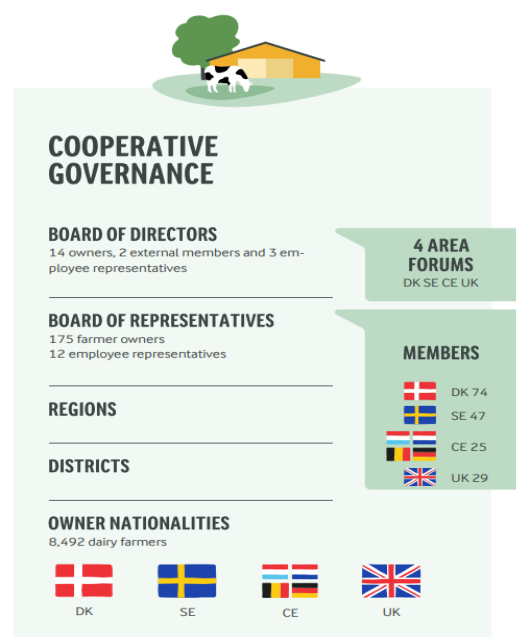 COOPERATIVE
GOVERNANCE
BOARD OF DIRECTORS
14 owners, 2 external members and 3 em-
ployee representatives
4 AREA
FORUMS
DK SE CE UK
BOARD OF REPRESENTATIVES
175 farmer owners
12 employee representatives
MEMBERS
DK 74
SE 47
CE 25
UK 29
REGIONS
DISTRICTS
OWNER NATIONALITIES
8,492 dairy farmers
DK
SE
CE
UK